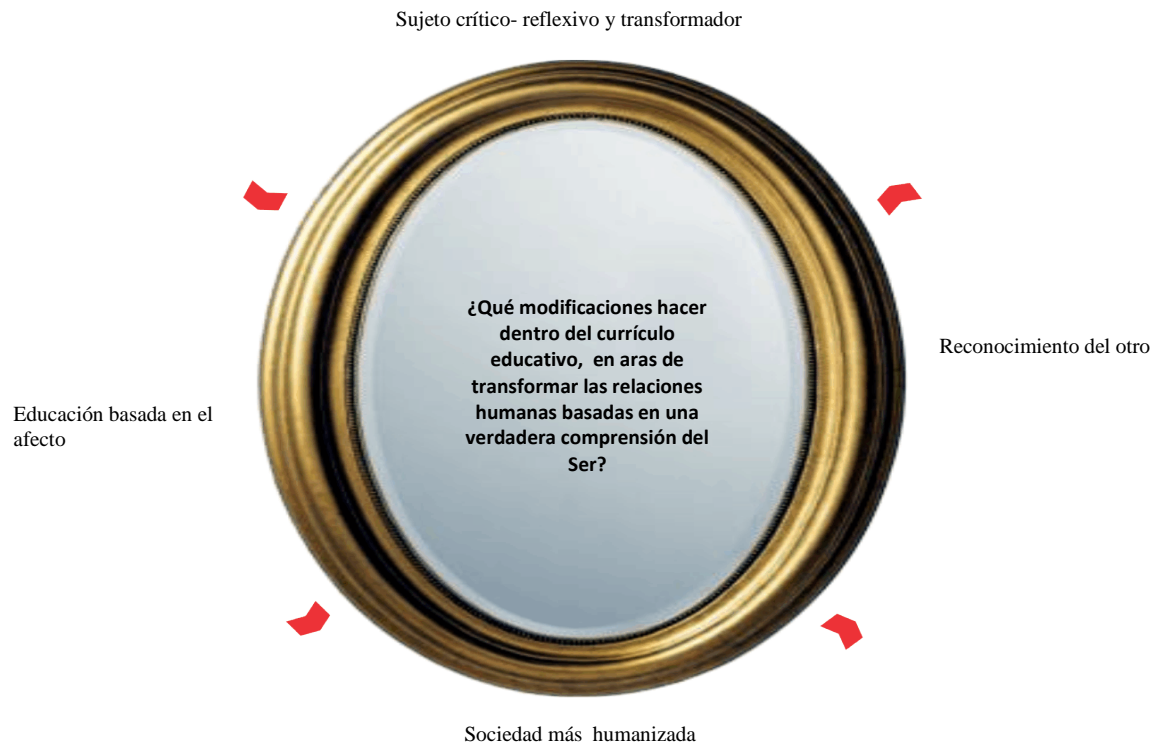 Sujeto crítico- reflexivo y transformador
¿Qué modificaciones hacer
dentro del currículo
educativo, en aras de
transformar las relaciones
humanas basadas en una
verdadera comprensión del
Ser?
Reconocimiento del otro
Educación basada en el
afecto
Sociedad más humanizada